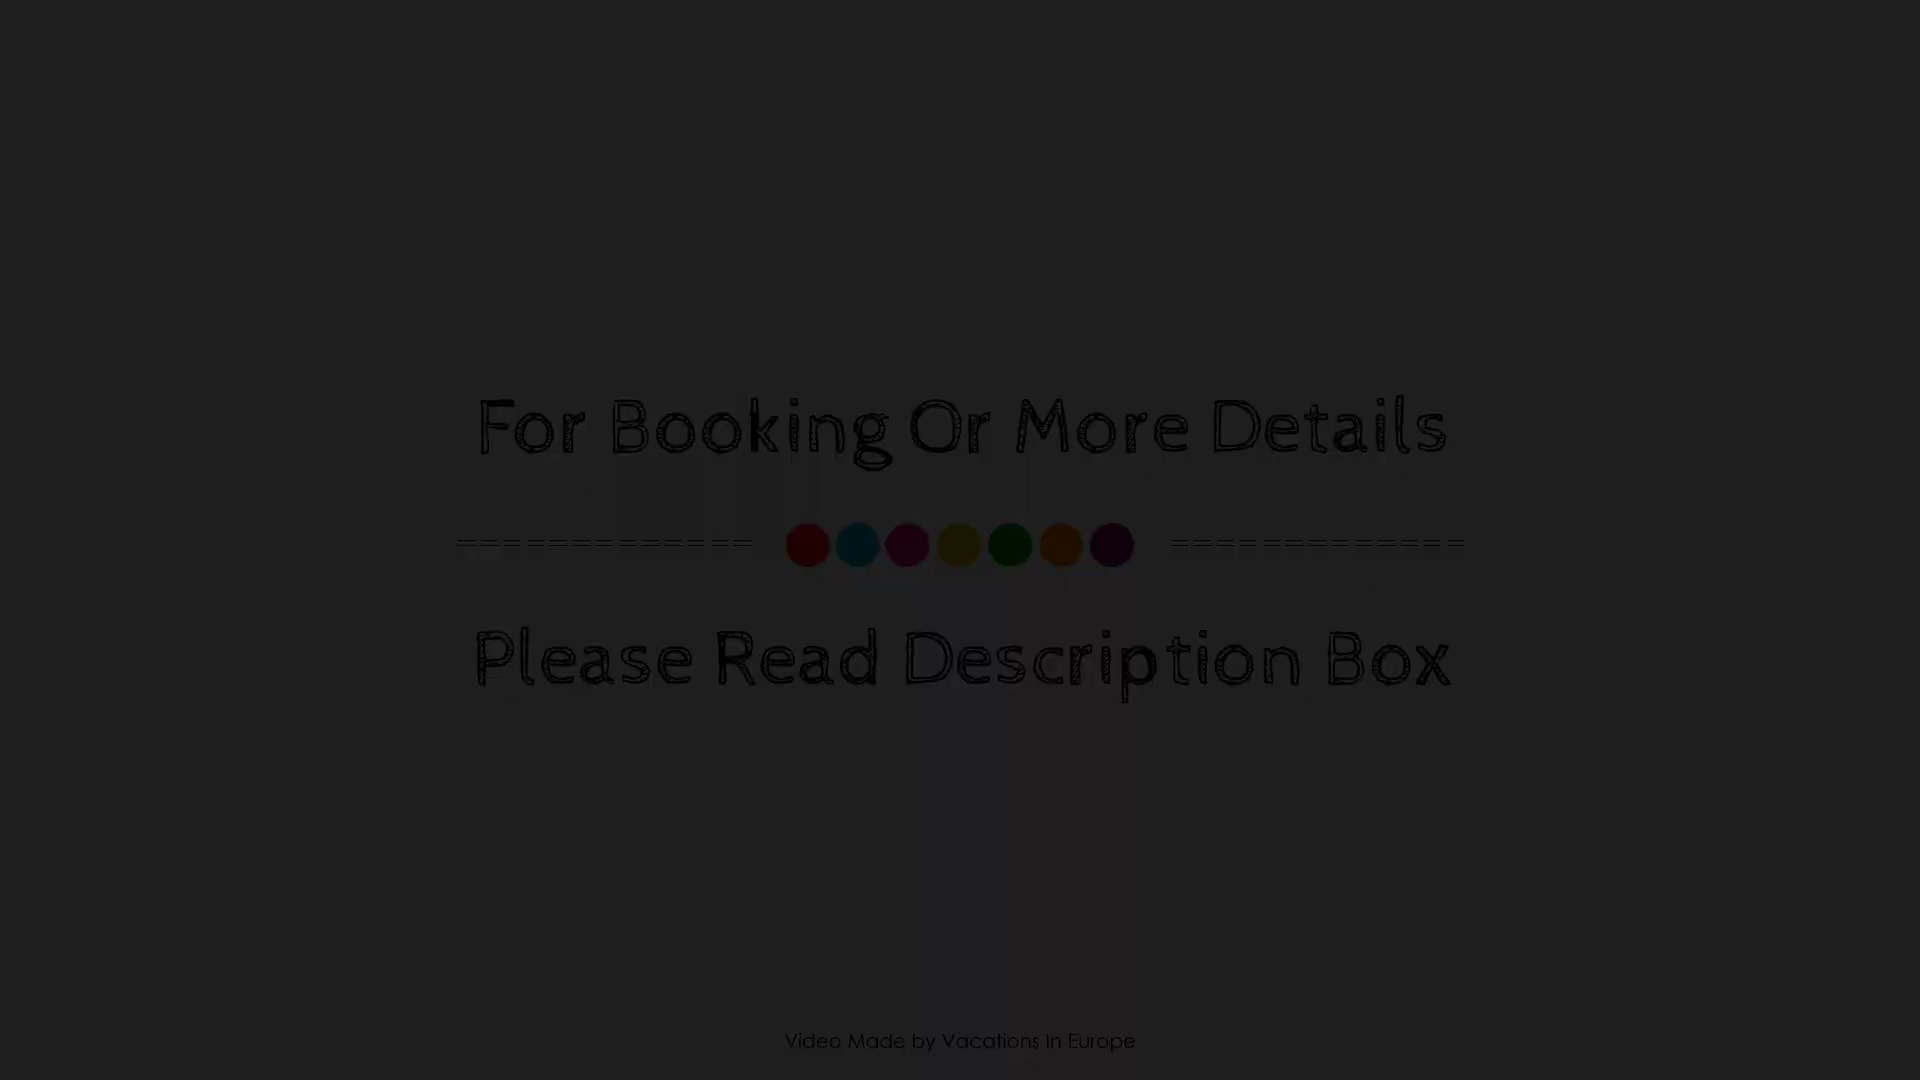 For Booking Or More Details
============= =============
Please Read Description Box
Video Made by Vacations In Europe